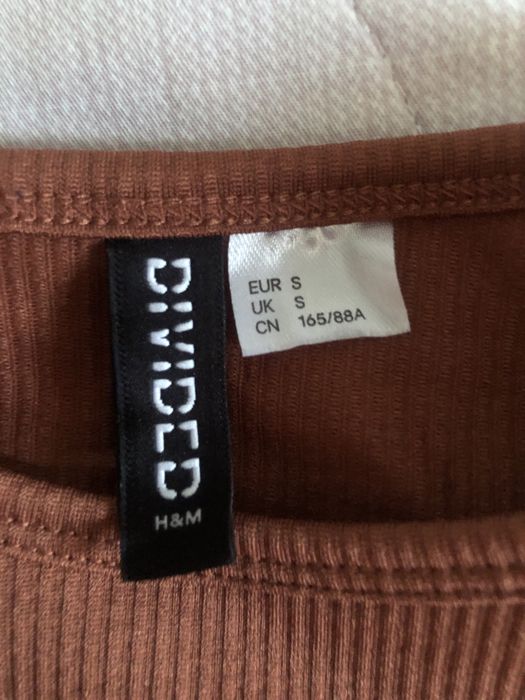 DIVIDED
H&M
EUR S
UK S
CN 165/88A